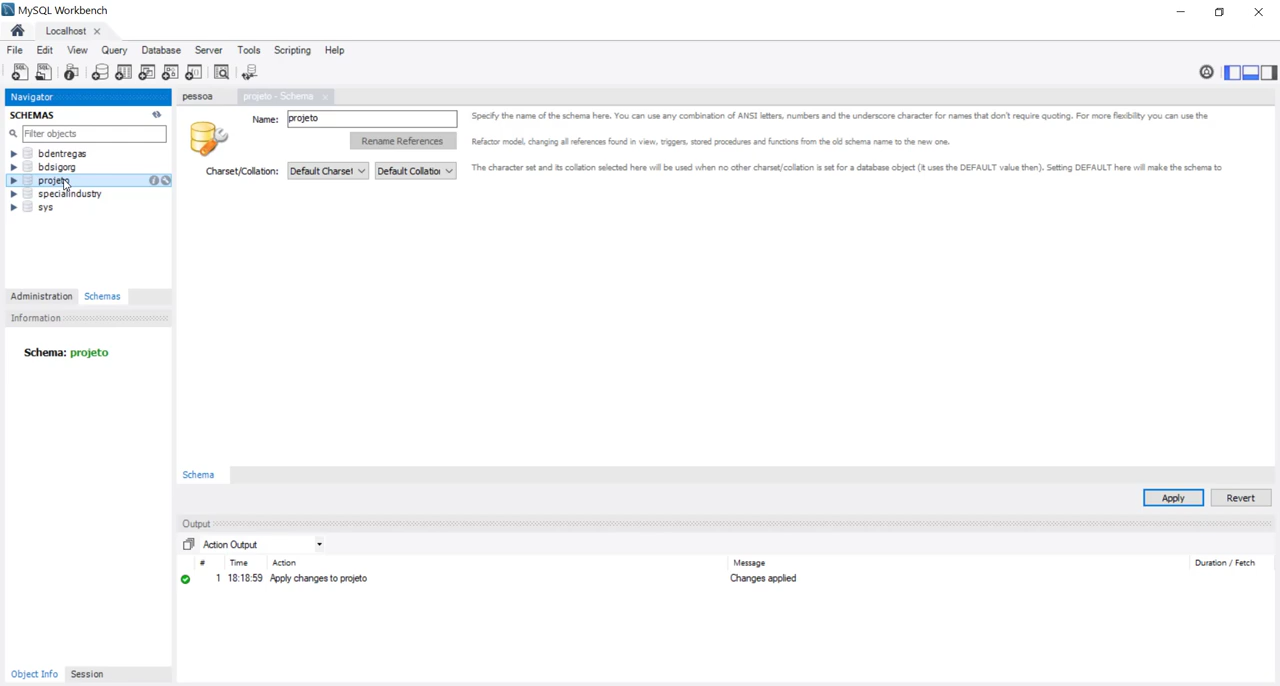 MySQL Workbench
Localhost
File Edit View Query Database Server Tools Scripting Help
Navigator
SCHEMAS
Filter objects
bdentregas
bdsigorg
projeto
specialindustry
sys
Administration Schemas
Information
Schema: projeto
Object Info Session
pessoa projeto - Schema
Name: projeto Specify the name of the schema here. You can use any combination of ANSI letters, numbers and the underscore character for names that don't require quoting. For more flexibility you can use the
Rename References Refactor model, changing all references found in view, triggers, stored procedures and functions from the old schema name to the new one.
Charset/Collation: Default Charset Default Collation The character set and its collation selected here will be used when no other charset/collation is set for a database object (it uses the DEFAULT value then). Setting DEFAULT here will make the schema to
Schema
Apply Revert
Output
Action Output
# Time Action Message Duration / Fetch
1 18:18:59 Apply changes to projeto Changes applied